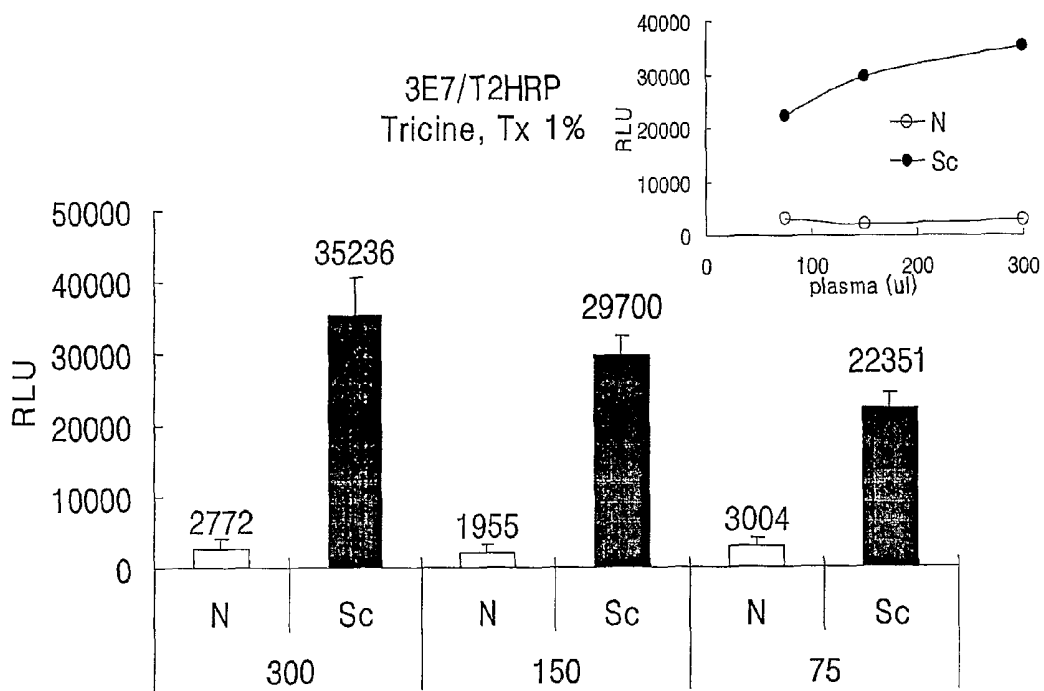 3E7/T2HRP
Tricine, Tx 1%
40000
30000
20000
10000
0
RLU
N
Sc
0 100 200 300
plasma (ul)
50000
40000
30000
20000
10000
0
RLU
2772
35236
1955
29700
3004
22351
N Sc N Sc N Sc
300 150 75